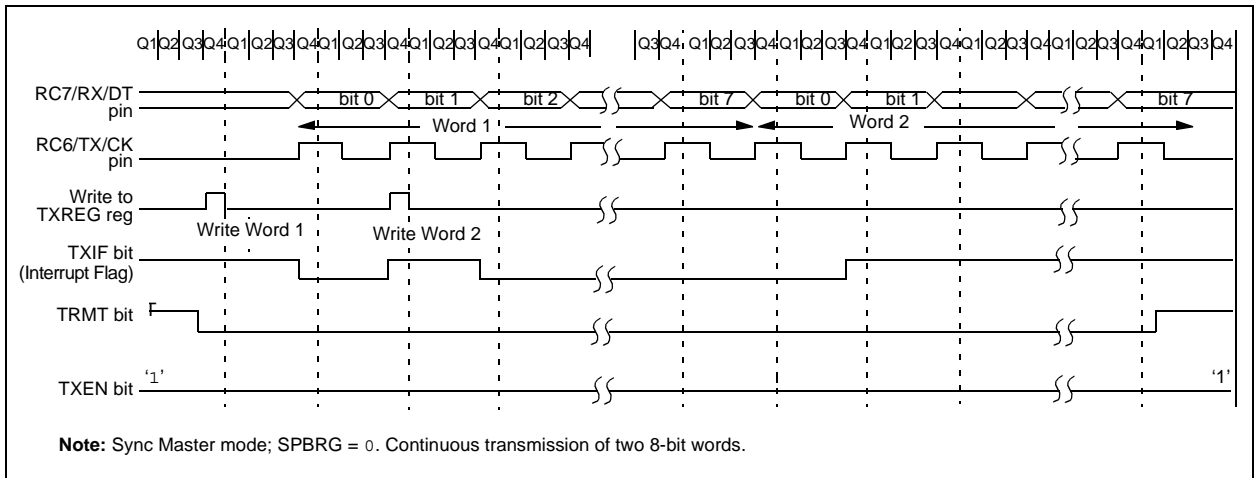 Q1 Q2 Q3 Q4 Q1 Q2 Q3 Q4 Q1 Q2 Q3 Q4 Q1 Q2 Q3 Q4 Q1 Q2 Q3 Q4 Q3 Q4 Q1 Q2 Q3 Q4 Q1 Q2 Q3 Q4 Q1 Q2 Q3 Q4 Q1 Q2 Q3 Q4 Q1 Q2 Q3 Q4 Q1 Q2 Q3 Q4
RC7/RX/DT
pin
bit 0 bit 1 bit 2 bit 7 bit 0 bit 1 bit 7
Word 1 Word 2
RC6/TX/CK
pin
Write to
TXREG reg
Write Word 1 Write Word 2
TXIF bit
(Interrupt Flag)
TRMT bit
TXEN bit '1' '1'
Note: Sync Master mode; SPBRG = 0. Continuous transmission of two 8-bit words.